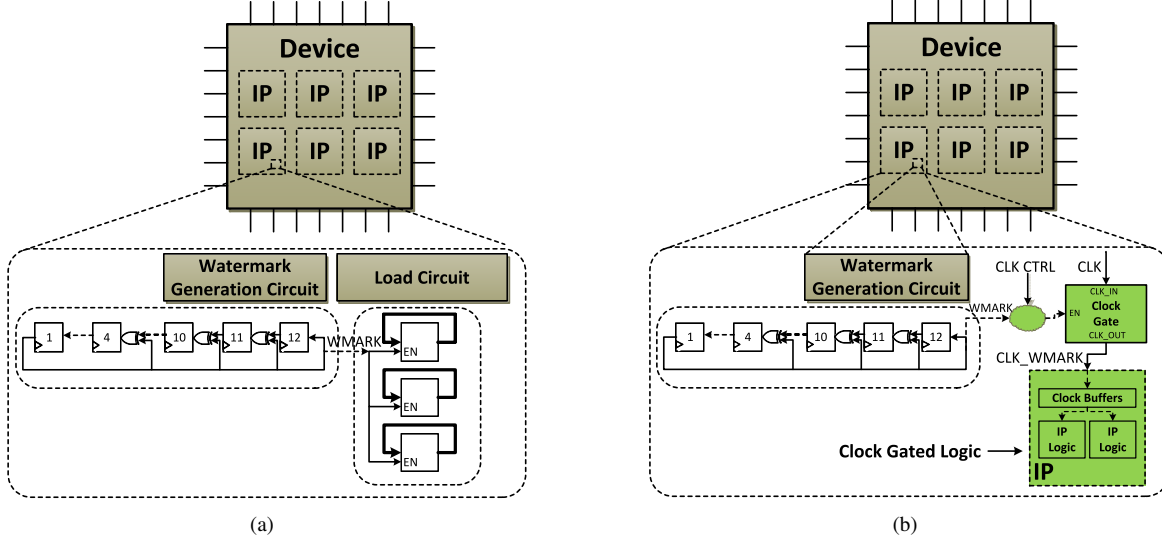 Device
IP IP IP
IP IP IP
Watermark
Generation Circuit
Load Circuit
1 4 10 11 12
WMARK
EN
EN
EN
(a)
Device
IP IP IP
IP IP IP
Watermark
Generation Circuit
CLK CTRL
CLK
1 4 10 11 12
WMARK
CLK_IN
EN
Clock
Gate
CLK_OUT
CLK_WMARK
Clock Buffers
IP
Logic
IP
Logic
IP
Clock Gated Logic
(b)